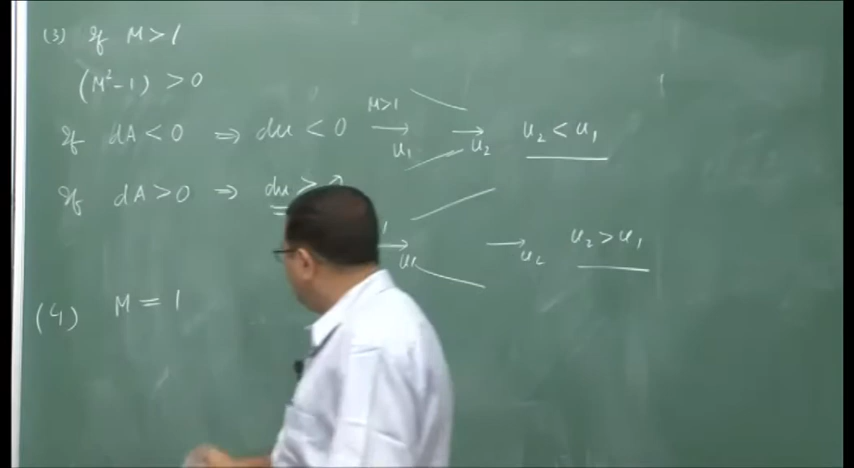 (3) If M > 1
(M² - 1) > 0
If dA < 0 ⇒ du < 0 M>1 → u₁ → u₂ u₂ < u₁
If dA > 0 ⇒ du >
u₁ → u₂ u₂ > u₁
(4) M = 1